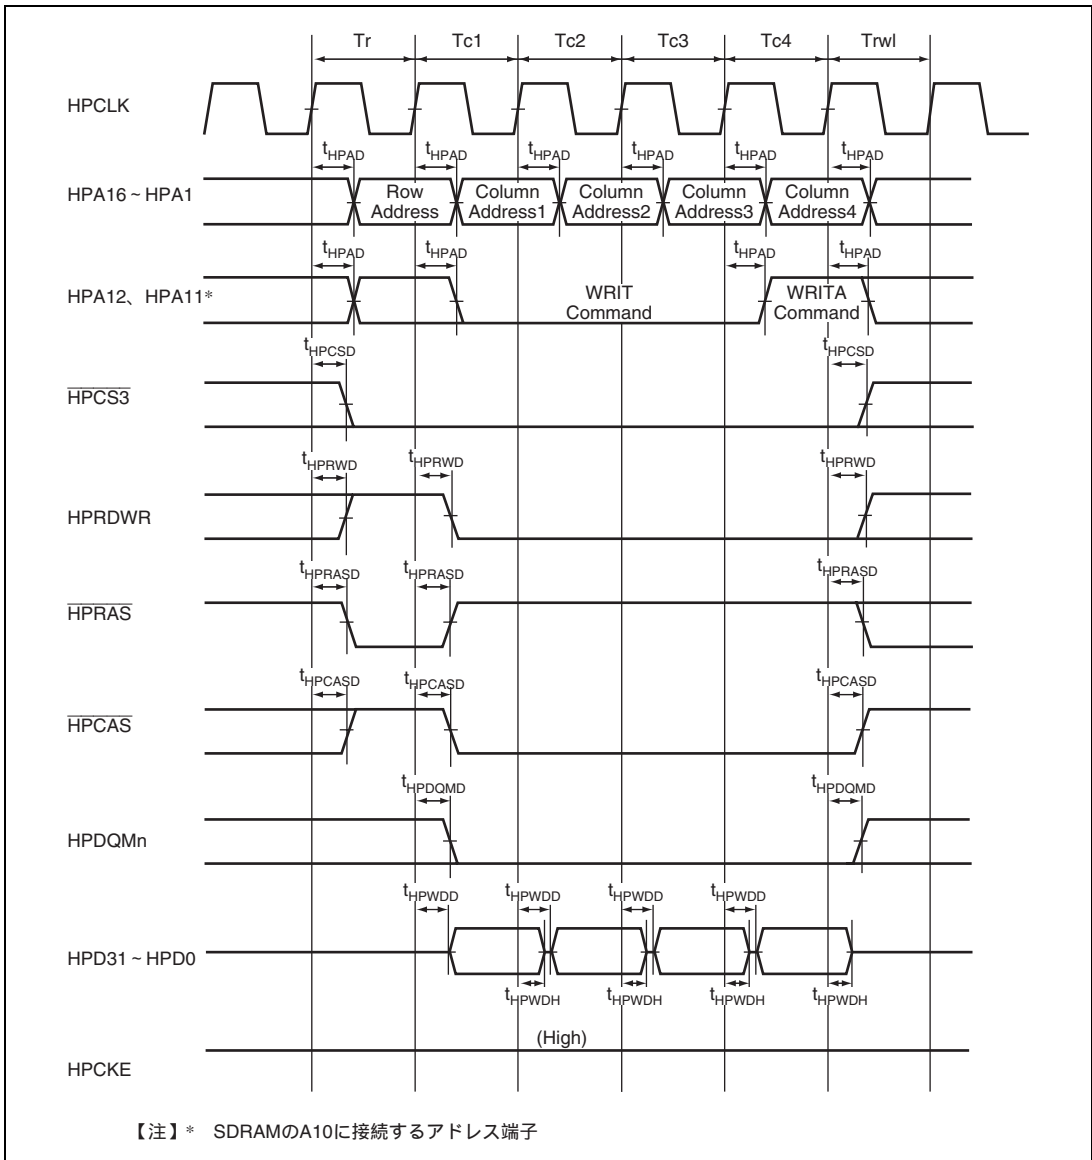 Tr Tc1 Tc2 Tc3 Tc4 Trwl
HPCLK
tHPAD tHPAD tHPAD tHPAD tHPAD tHPAD
HPA16 ~ HPA1
Row Address Column Address1 Column Address2 Column Address3 Column Address4
tHPAD tHPAD tHPAD tHPAD
HPA12、HPA11*
WRIT Command WRITA Command
tHPCSD tHPCSD
HPCS3
tHPRWD tHPRWD tHPRWD
HPRDWR
tHPRASD tHPRASD tHPRASD
HPRAS
tHPCASD tHPCASD tHPCASD
HPCAS
tHPDQMD tHPDQMD
HPDQMn
tHPWDD tHPWDD tHPWDD tHPWDD
HPD31 ~ HPD0
tHPWDH tHPWDH tHPWDH tHPWDH
(High)
HPCKE
【注】* SDRAMのA10に接続するアドレス端子